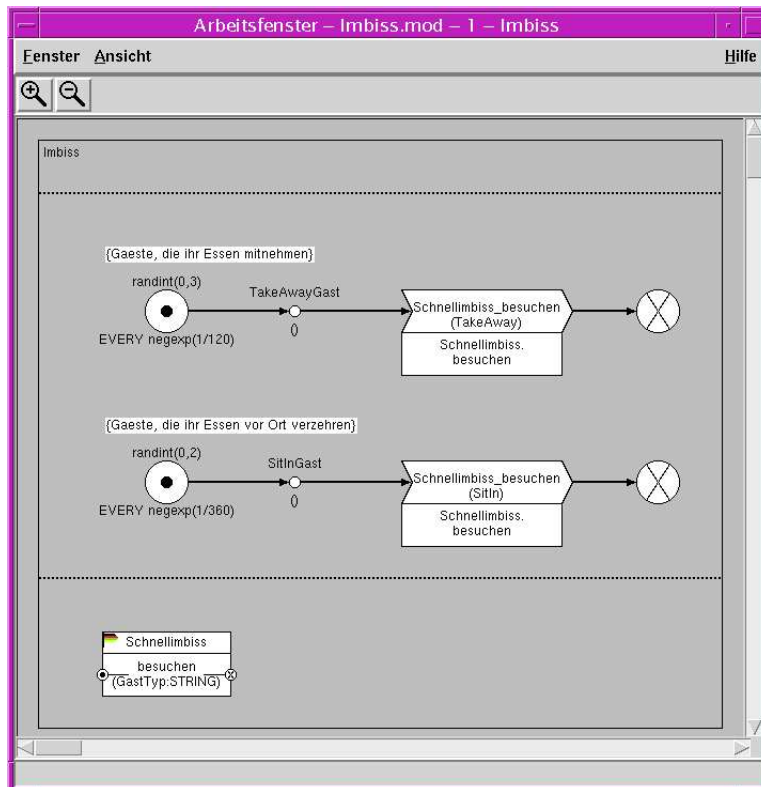 Arbeitsfenster – Imbiss.mod – 1 – Imbiss
Fenster Ansicht Hilfe
Imbiss
{Gaeste, die ihr Essen mitnehmen}
randint(0,3)
TakeAwayGast
()
EVERY negexp(1/120)
Schnellimbiss_besuchen
(TakeAway)
Schnellimbiss.
besuchen
{Gaeste, die ihr Essen vor Ort verzehren}
randint(0,2)
SitInGast
()
EVERY negexp(1/360)
Schnellimbiss_besuchen
(SitIn)
Schnellimbiss.
besuchen
Schnellimbiss
besuchen
(GastTyp:STRING)